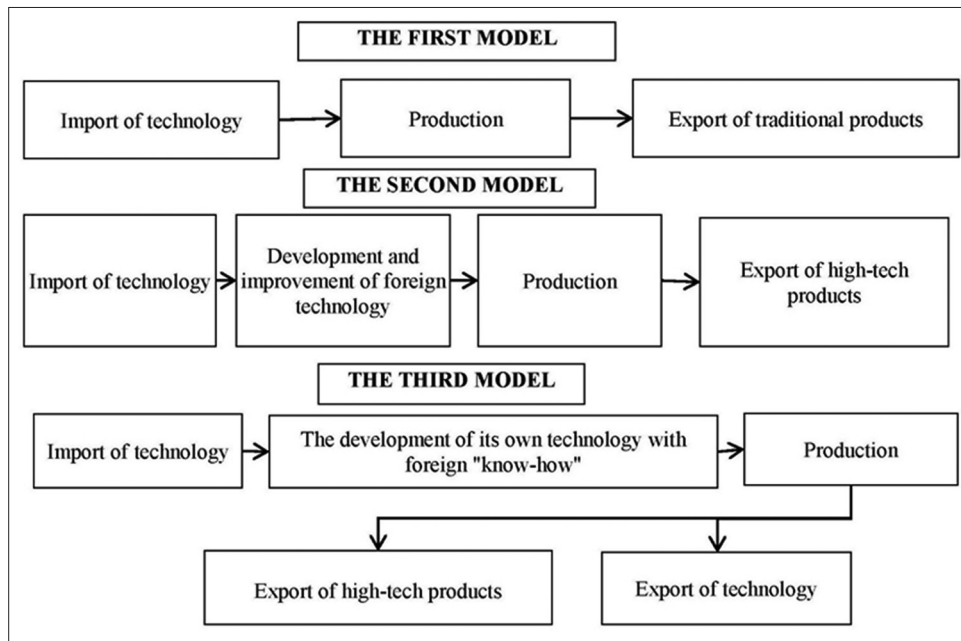 THE FIRST MODEL
Import of technology
Production
Export of traditional products
THE SECOND MODEL
Import of technology
Development and
improvement of foreign
technology
Production
Export of high-tech
products
THE THIRD MODEL
Import of technology
The development of its own technology with
foreign "know-how"
Production
Export of high-tech products
Export of technology